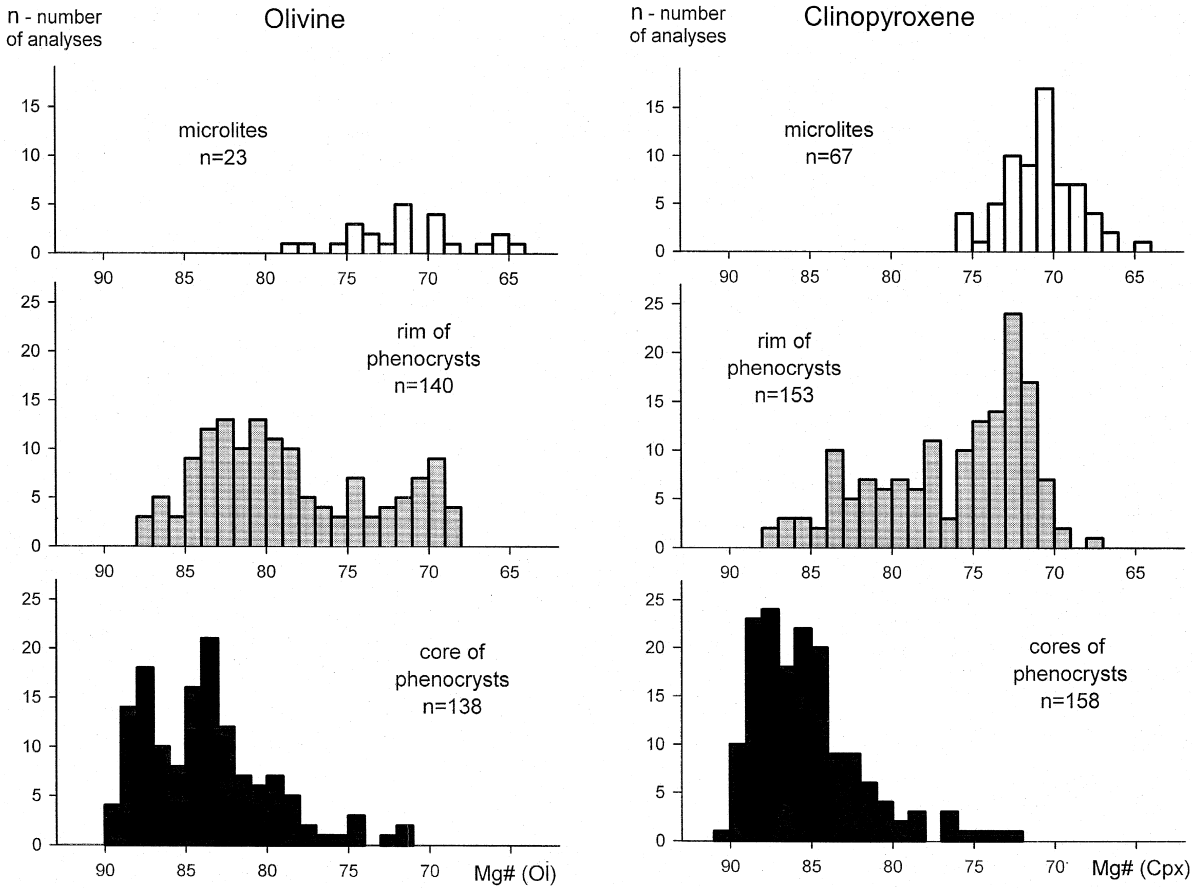 n - number
of analyses
Olivine
n - number
of analyses
Clinopyroxene
15
10
5
0
microlites
n=23
90 85 80 75 70 65
15
10
5
0
microlites
n=67
90 85 80 75 70 65
25
20
15
10
5
0
rim of
phenocrysts
n=140
90 85 80 75 70 65
25
20
15
10
5
0
rim of
phenocrysts
n=153
90 85 80 75 70 65
25
20
15
10
5
0
core of
phenocrysts
n=138
90 85 80 75 70 Mg# (Ol)
25
20
15
10
5
0
cores of
phenocrysts
n=158
90 85 80 75 70 Mg# (Cpx)